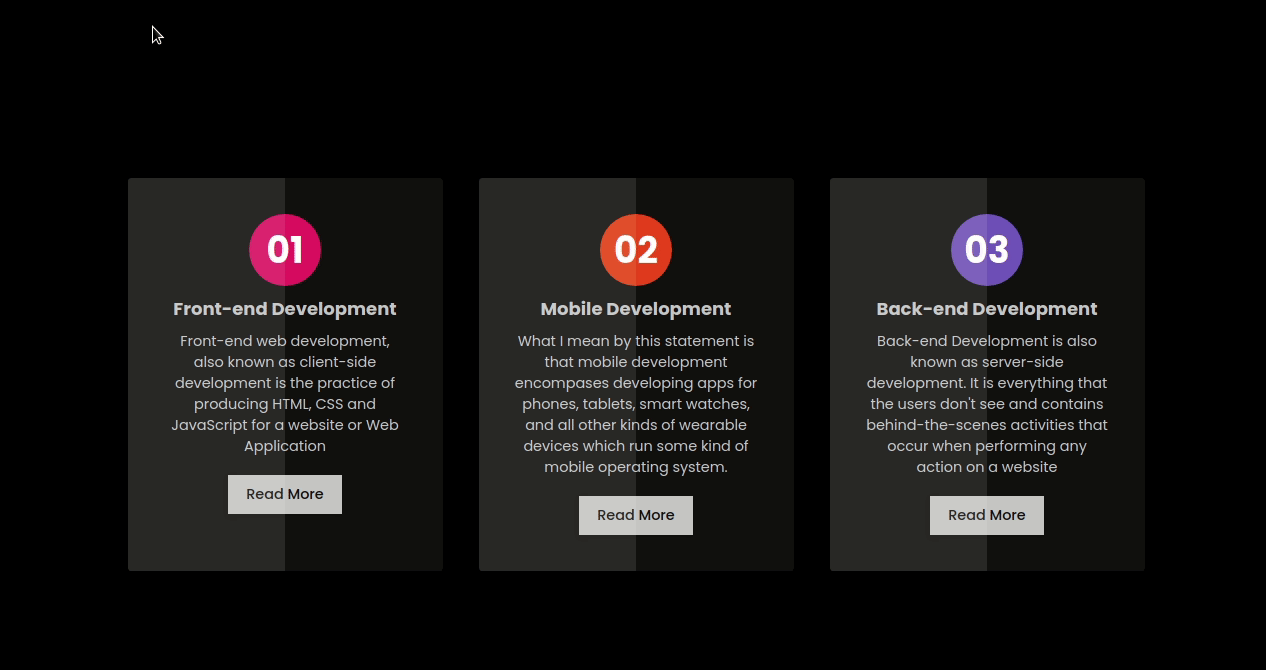 01
Front-end Development
Front-end web development,
also known as client-side
development is the practice of
producing HTML, CSS and
JavaScript for a website or Web
Application
Read More
02
Mobile Development
What I mean by this statement is
that mobile development
encompases developing apps for
phones, tablets, smart watches,
and all other kinds of wearable
devices which run some kind of
mobile operating system.
Read More
03
Back-end Development
Back-end Development is also
known as server-side
development. It is everything that
the users don't see and contains
behind-the-scenes activities that
occur when performing any
action on a website
Read More